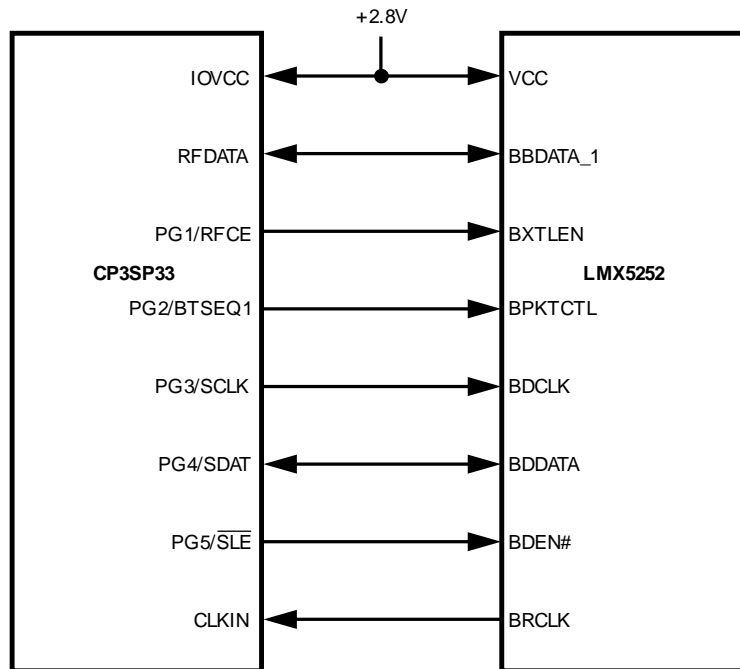 +2.8V
IOVCC VCC
RFDATA BBDATA_1
PG1/RFCE BXTLEN
CP3SP33 LMX5252
PG2/BTSEQ1 BPKTCTL
PG3/SCLK BDCLK
PG4/SDAT BDDATA
PG5/S̅L̅E̅ BDEN#
CLKIN BRCLK